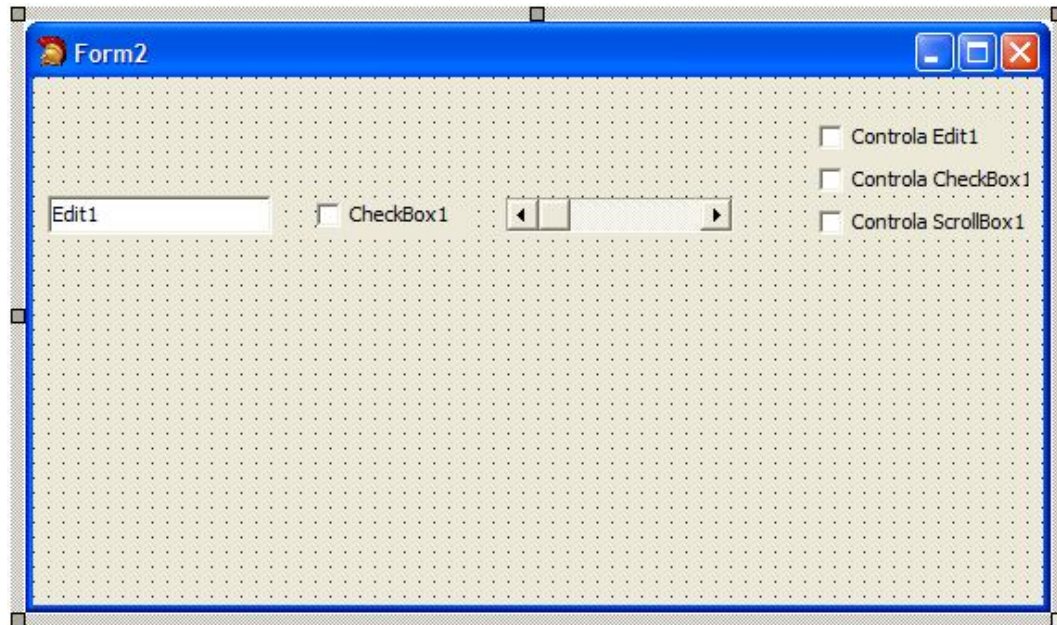 Form2
Controla Edit1
Controla CheckBox1
Edit1
CheckBox1
Controla ScrollBox1